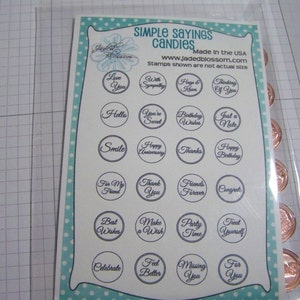 Jaded Blossom
SIMPLE SAYINGS
CANDIES
Made in the USA
www.jadedblossom.com
Stamps shown are not actual size
Love You
With Sympathy
Hugs & Kisses
Thinking Of You
Hello
You're Sweet
Birthday Wishes
Just a Note
Smile
Happy Anniversary
Thanks
Happy Birthday
For My Friend
Thank You
Friends Forever
Congrats
Best Wishes
Make a Wish
Party Time
Treat Yourself
Celebrate
Feel Better
Missing You
For You